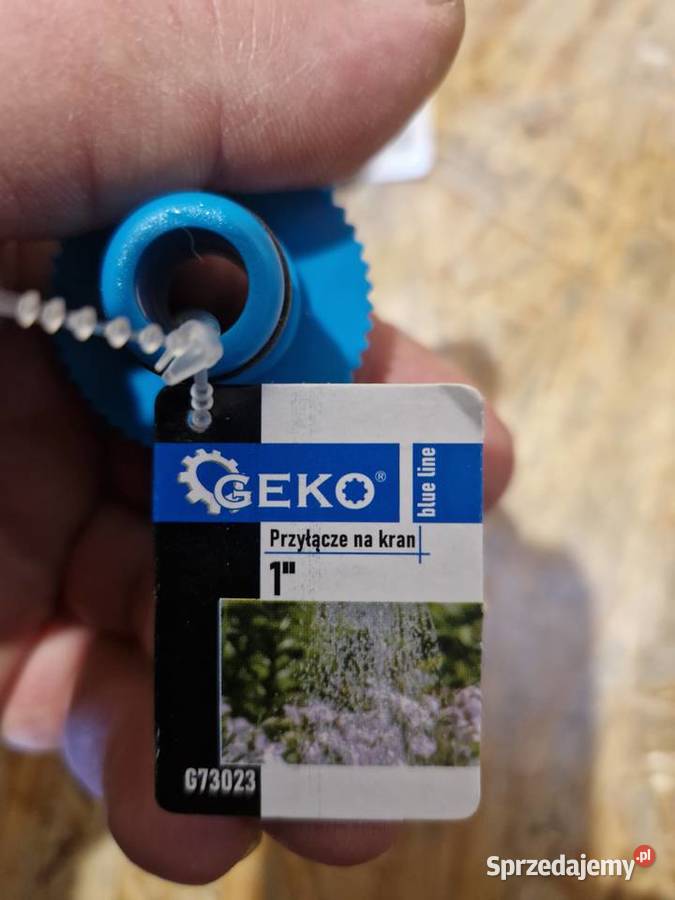 GEKO®
blue line
Przyłącze na kran
1"
G73023
Sprzedajemy.pl